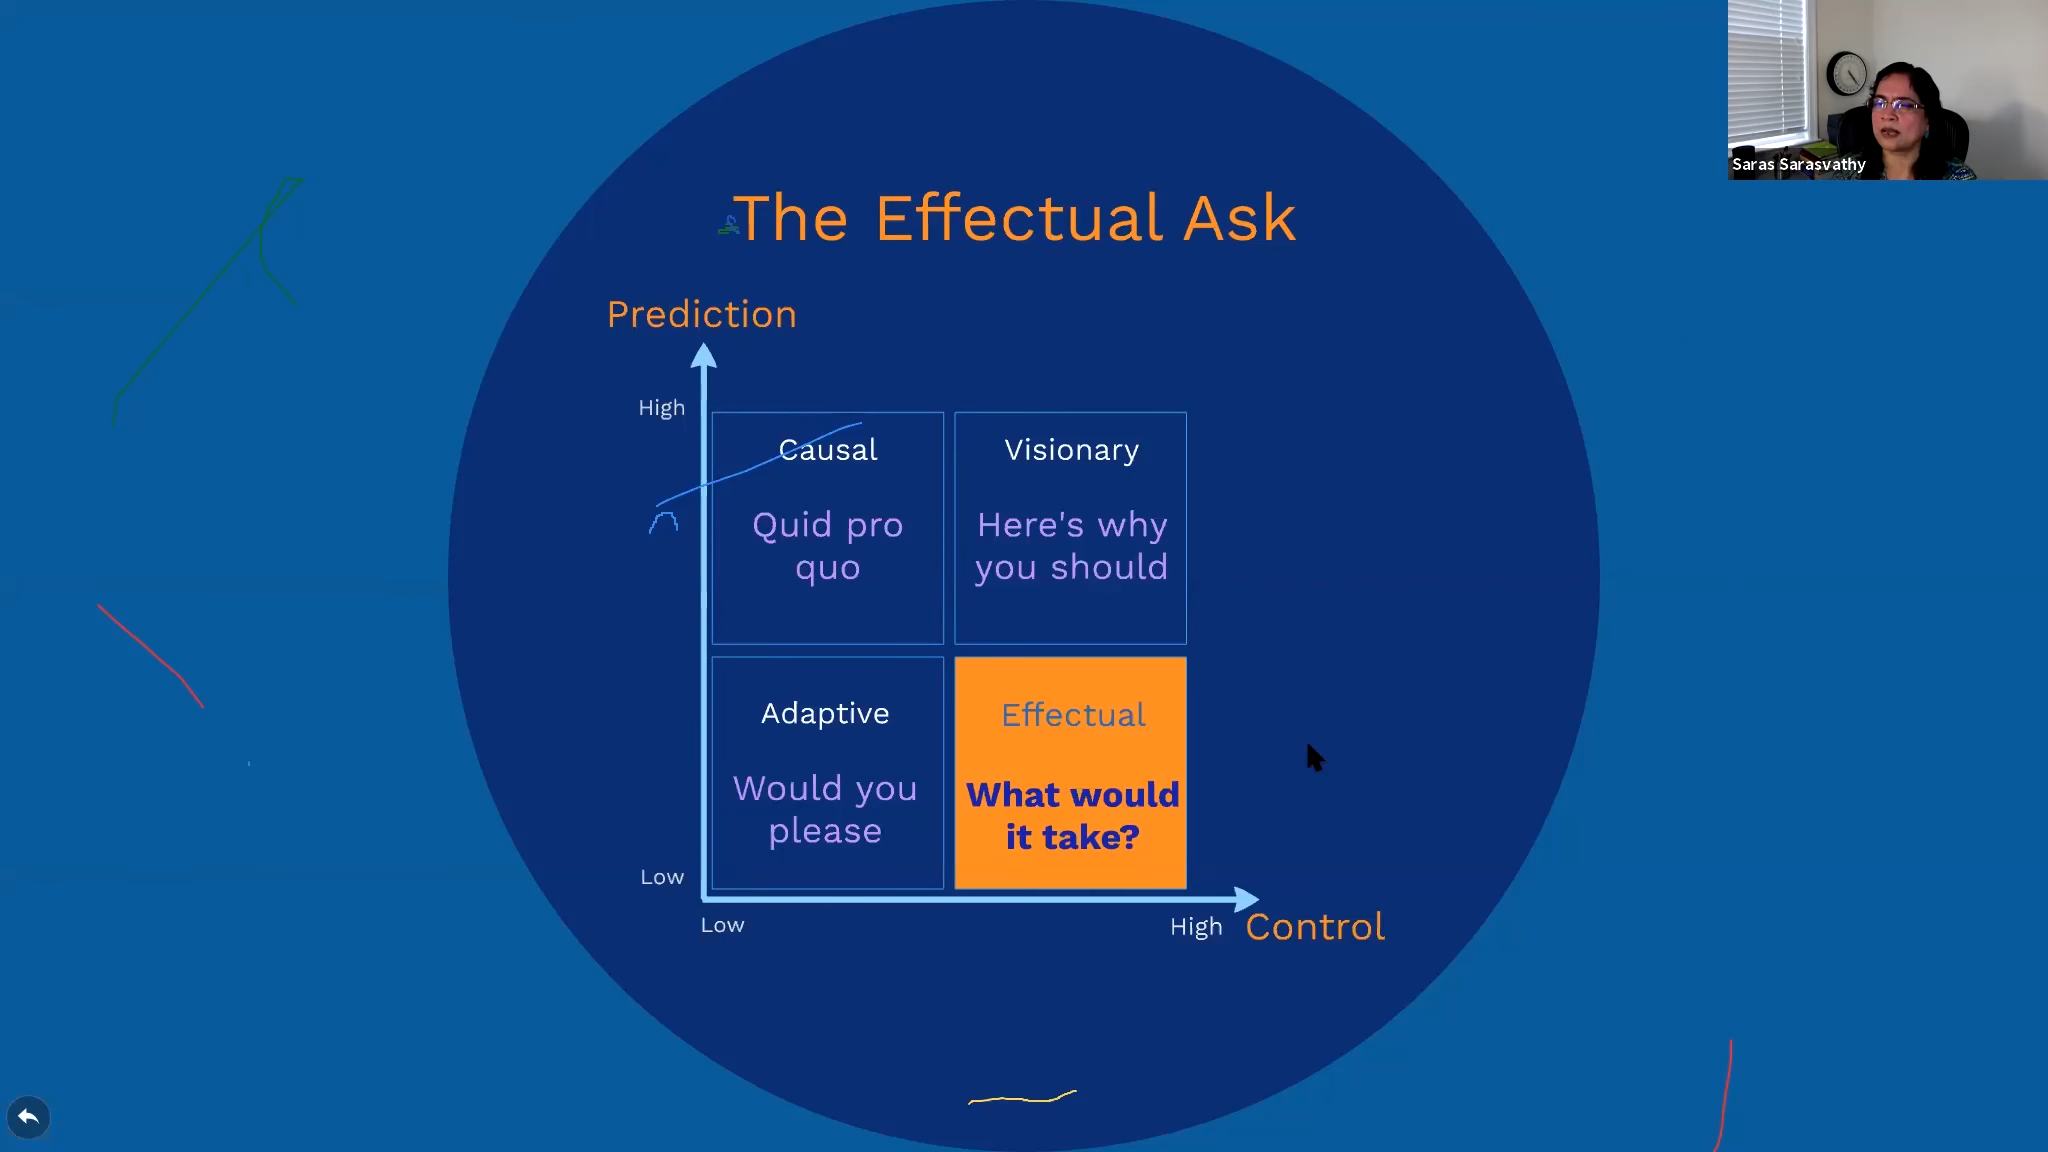 Saras Sarasvathy
The Effectual Ask
Prediction
High
Causal
Quid pro
quo
Visionary
Here's why
you should
Adaptive
Would you
please
Effectual
What would
it take?
Low
Low
High
Control